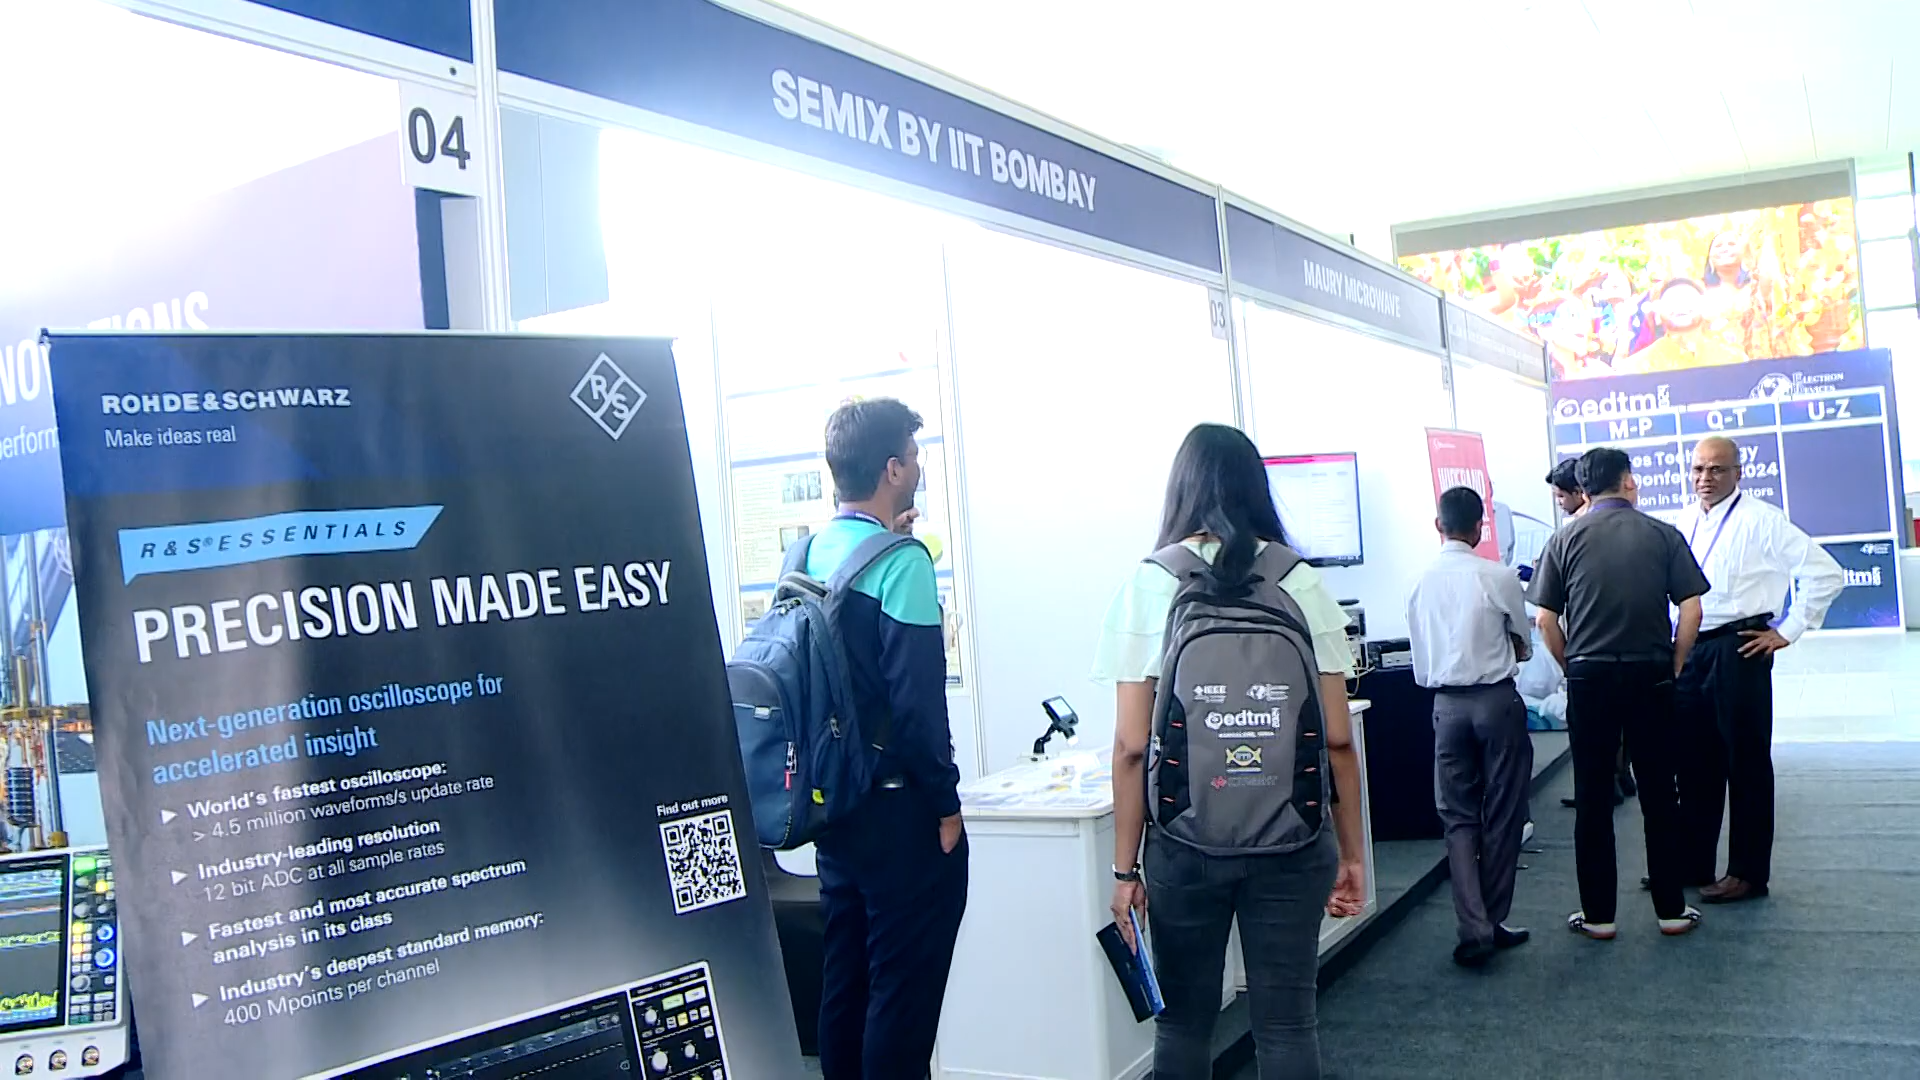 04
SEMIX BY IIT BOMBAY
03
MAURY MICROWAVE
ROHDE&SCHWARZ
Make ideas real
R&S
R&S®ESSENTIALS
PRECISION MADE EASY
Next-generation oscilloscope for
accelerated insight
► World's fastest oscilloscope:
> 4.5 million waveforms/s update rate
► Industry-leading resolution
12 bit ADC at all sample rates
► Fastest and most accurate spectrum
analysis in its class
► Industry's deepest standard memory:
400 Mpoints per channel
Find out more
IEEE
edtm
edtm
ELECTRON
DEVICES
M-P
Q-T
U-Z
2024